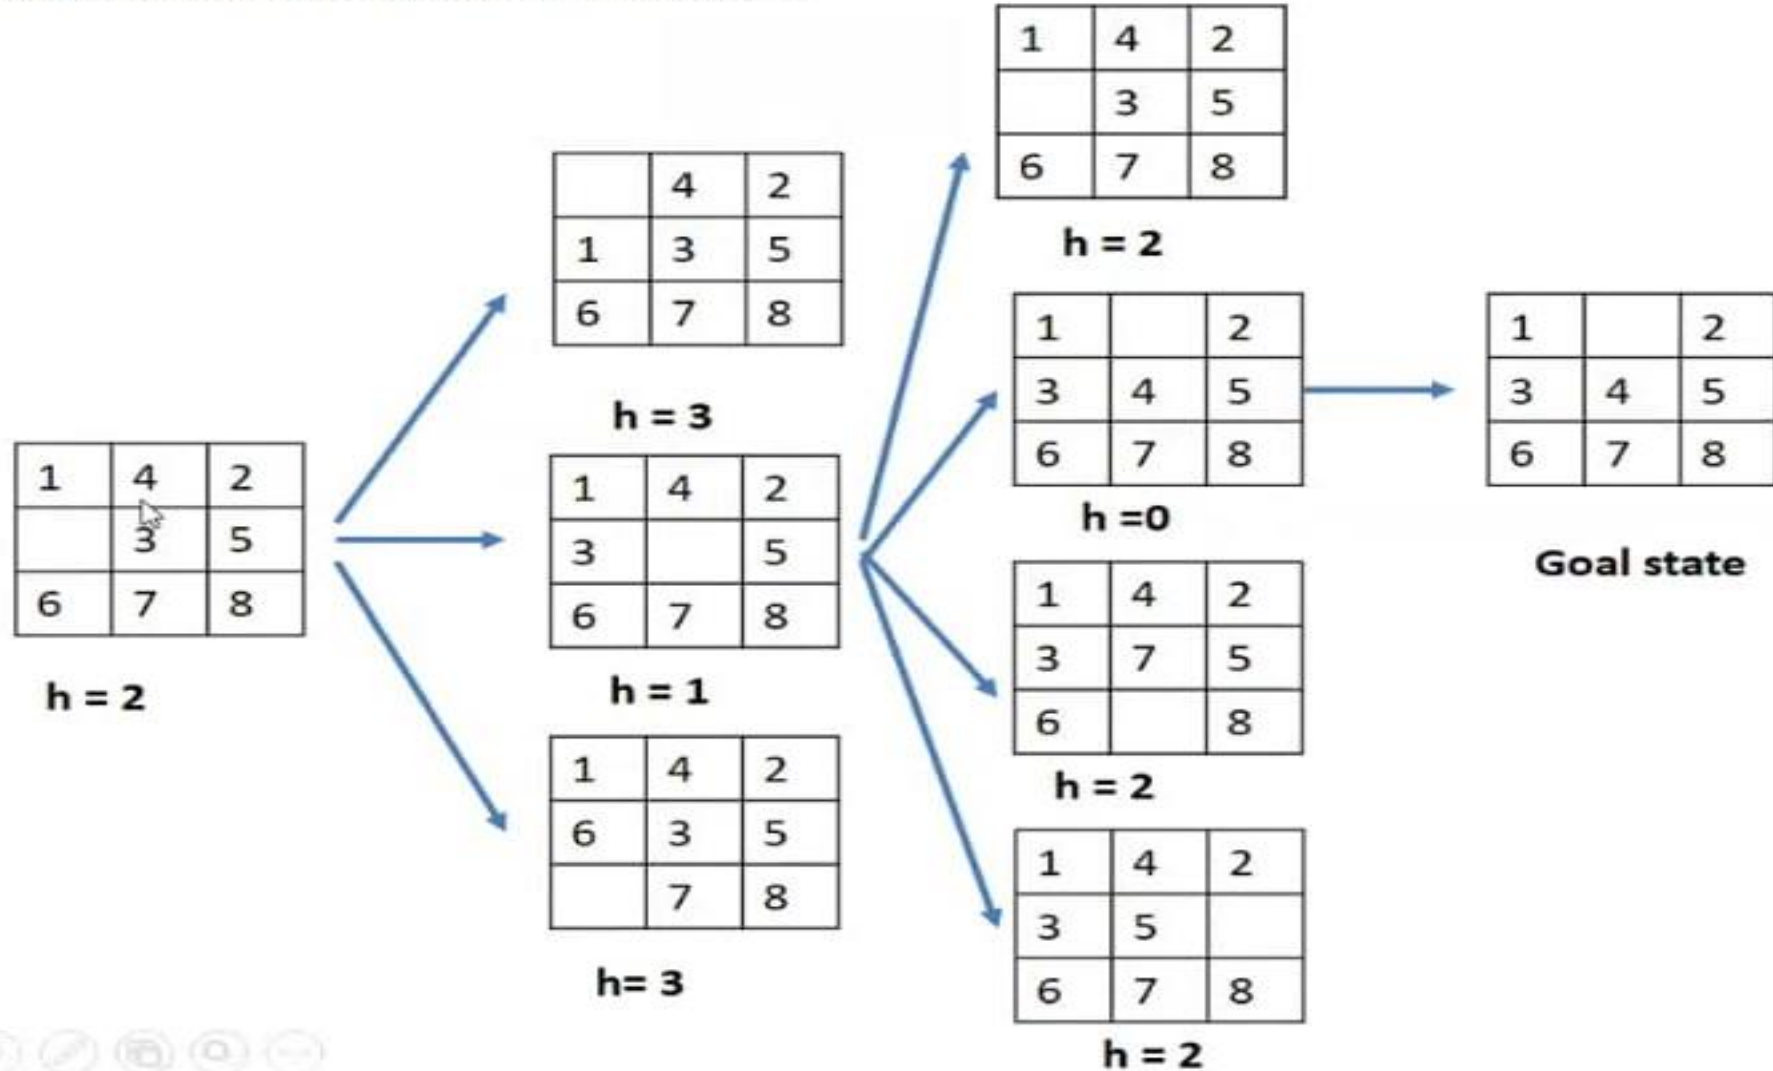 1 4 2
3 5
6 7 8
h = 2
4 2
1 3 5
6 7 8
h = 3
1 4 2
3 5
6 7 8
h = 1
1 4 2
6 3 5
7 8
h= 3
1 4 2
3 5
6 7 8
h = 2
1 2
3 4 5
6 7 8
h =0
1 4 2
3 7 5
6 8
h = 2
1 4 2
3 5
6 7 8
h = 2
1 2
3 4 5
6 7 8
Goal state